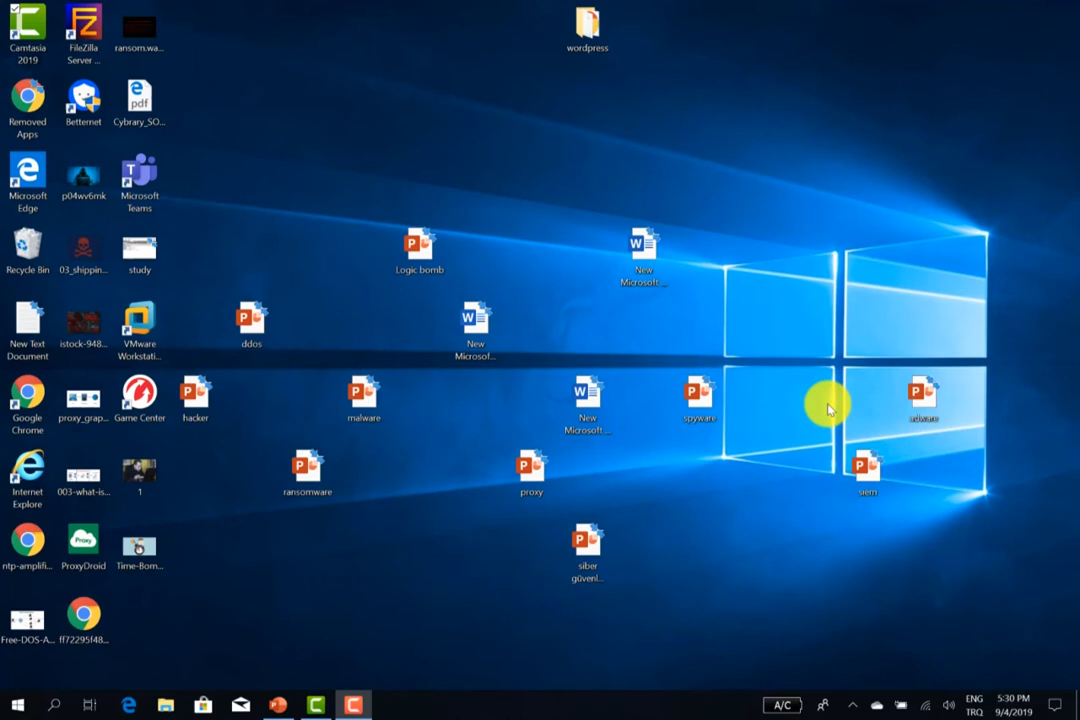 Camtasia
2019
FileZilla
Server ...
ransom.wa...
wordpress
Removed
Apps
Betternet
pdf
Cybrary_SO...
Microsoft
Edge
p04wv6mk
Microsoft
Teams
Recycle Bin
03_shippin...
study
Logic bomb
New
Microsoft ...
New Text
Document
istock-948...
VMware
Workstati...
ddos
New
Microsof...
Google
Chrome
proxy_grap...
Game Center
hacker
malware
New
Microsoft ...
spyware
adware
Internet
Explore
003-what-is...
1
ransomware
proxy
siem
ntp-amplifi...
Proxy
ProxyDroid
Time-Bom...
siber
güvenl...
Free-DOS-A...
ff72295f48...
A/C
ENG
TRQ
5:30 PM
9/4/2019